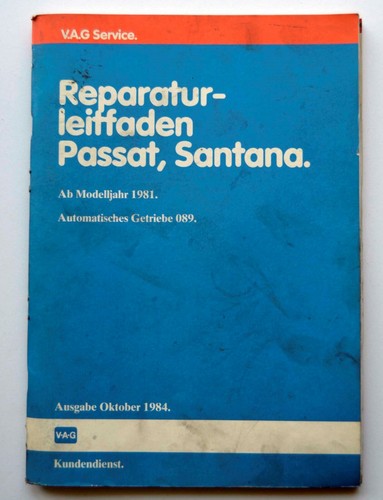 V.A.G Service.
Reparatur-
leitfaden
Passat, Santana.
Ab Modelljahr 1981.
Automatisches Getriebe 089.
Ausgabe Oktober 1984.
V·A·G
Kundendienst.